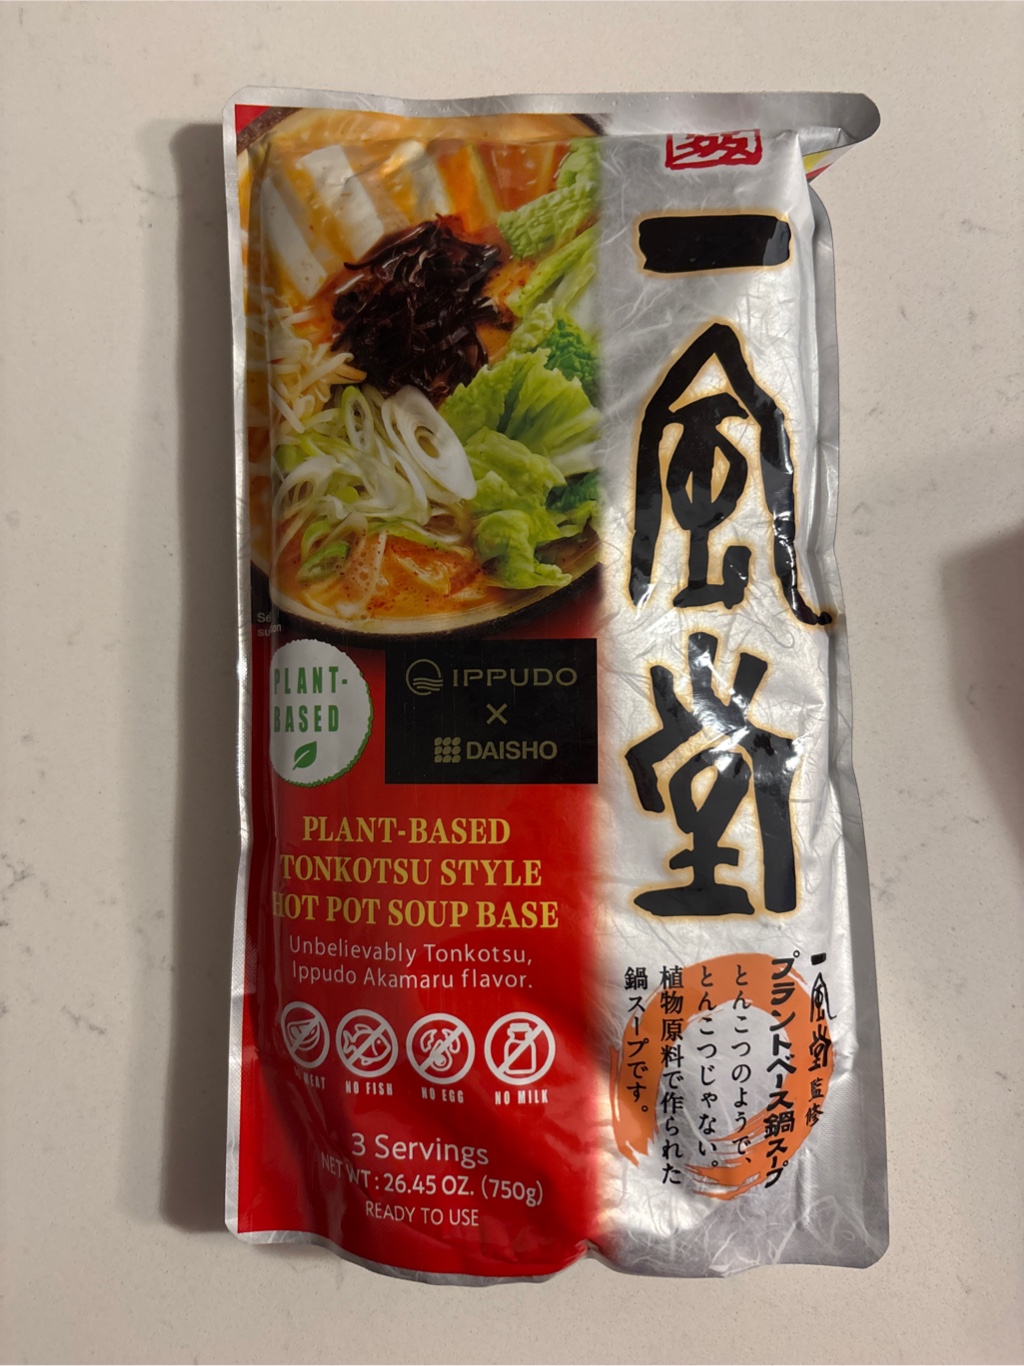 一風堂
PLANT-
BASED
IPPUDO
×
DAISHO
PLANT-BASED
TONKOTSU STYLE
HOT POT SOUP BASE
Unbelievably Tonkotsu,
Ippudo Akamaru flavor.
MEAT
NO FISH
NO EGG
NO MILK
3 Servings
NET WT : 26.45 OZ. (750g)
READY TO USE
一風堂 監修
プラントベース鍋スープ
とんこつのようで、
とんこつじゃない。
植物原料で作られた
鍋スープです。